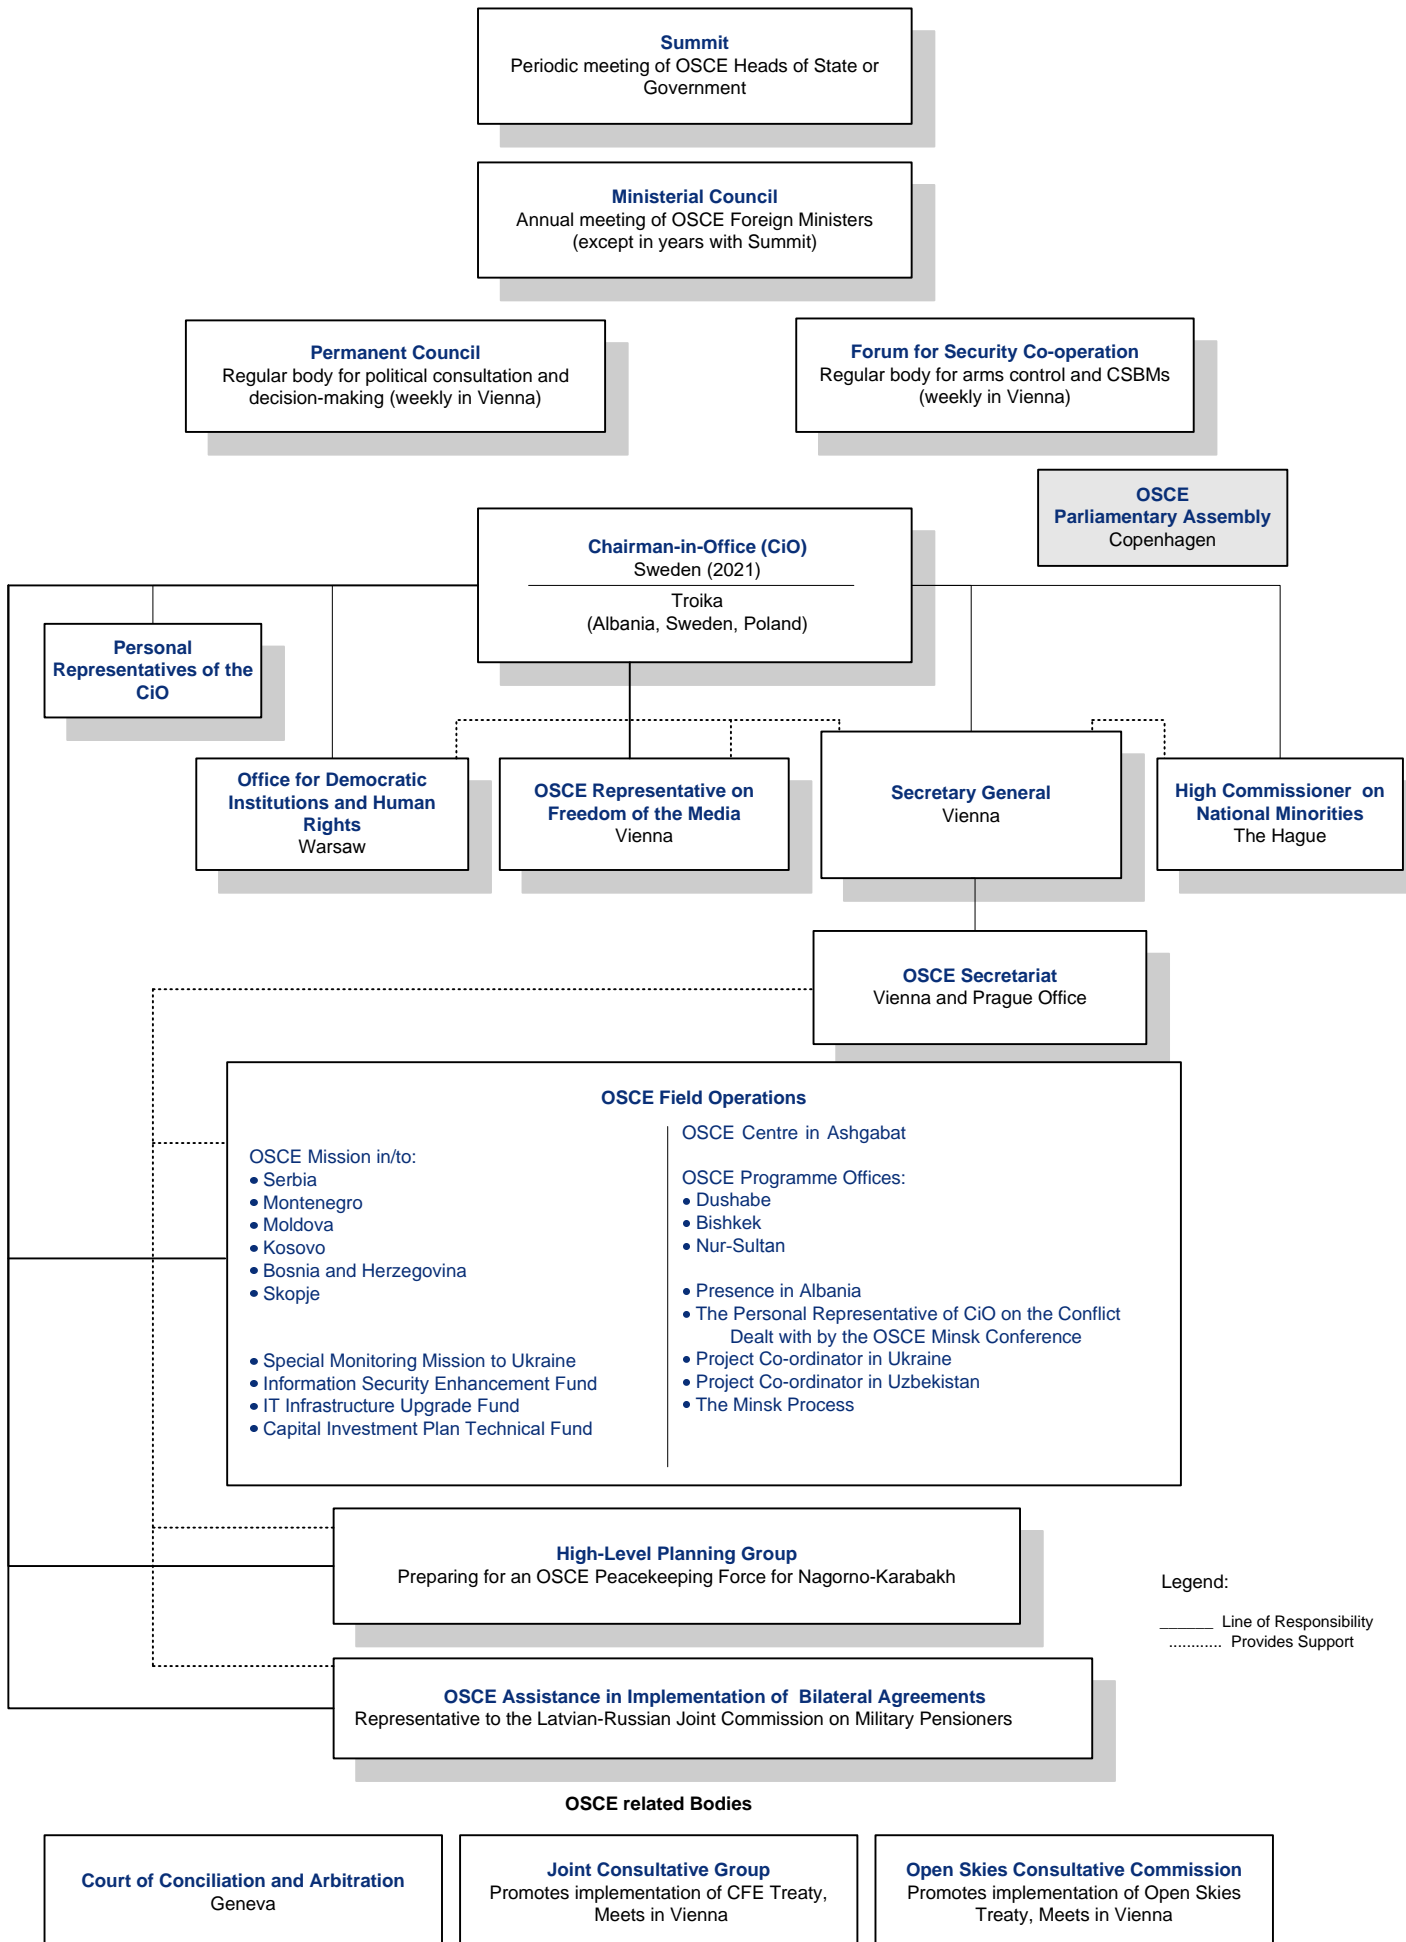 Summit
Periodic meeting of OSCE Heads of State or
Government
Ministerial Council
Annual meeting of OSCE Foreign Ministers
(except in years with Summit)
Permanent Council
Regular body for political consultation and
decision-making (weekly in Vienna)
Forum for Security Co-operation
Regular body for arms control and CSBMs
(weekly in Vienna)
OSCE
Parliamentary Assembly
Copenhagen
Chairman-in-Office (CiO)
Sweden (2021)
Troika
(Albania, Sweden, Poland)
Personal
Representatives of the
CiO
Office for Democratic
Institutions and Human
Rights
Warsaw
OSCE Representative on
Freedom of the Media
Vienna
Secretary General
Vienna
High Commissioner on
National Minorities
The Hague
OSCE Secretariat
Vienna and Prague Office
OSCE Field Operations
OSCE Mission in/to:
• Serbia
• Montenegro
• Moldova
• Kosovo
• Bosnia and Herzegovina
• Skopje
• Special Monitoring Mission to Ukraine
• Information Security Enhancement Fund
• IT Infrastructure Upgrade Fund
• Capital Investment Plan Technical Fund
OSCE Centre in Ashgabat
OSCE Programme Offices:
• Dushabe
• Bishkek
• Nur-Sultan
• Presence in Albania
• The Personal Representative of CiO on the Conflict
Dealt with by the OSCE Minsk Conference
• Project Co-ordinator in Ukraine
• Project Co-ordinator in Uzbekistan
• The Minsk Process
High-Level Planning Group
Preparing for an OSCE Peacekeeping Force for Nagorno-Karabakh
Legend:
______ Line of Responsibility
............ Provides Support
OSCE Assistance in Implementation of Bilateral Agreements
Representative to the Latvian-Russian Joint Commission on Military Pensioners
OSCE related Bodies
Court of Conciliation and Arbitration
Geneva
Joint Consultative Group
Promotes implementation of CFE Treaty,
Meets in Vienna
Open Skies Consultative Commission
Promotes implementation of Open Skies
Treaty, Meets in Vienna